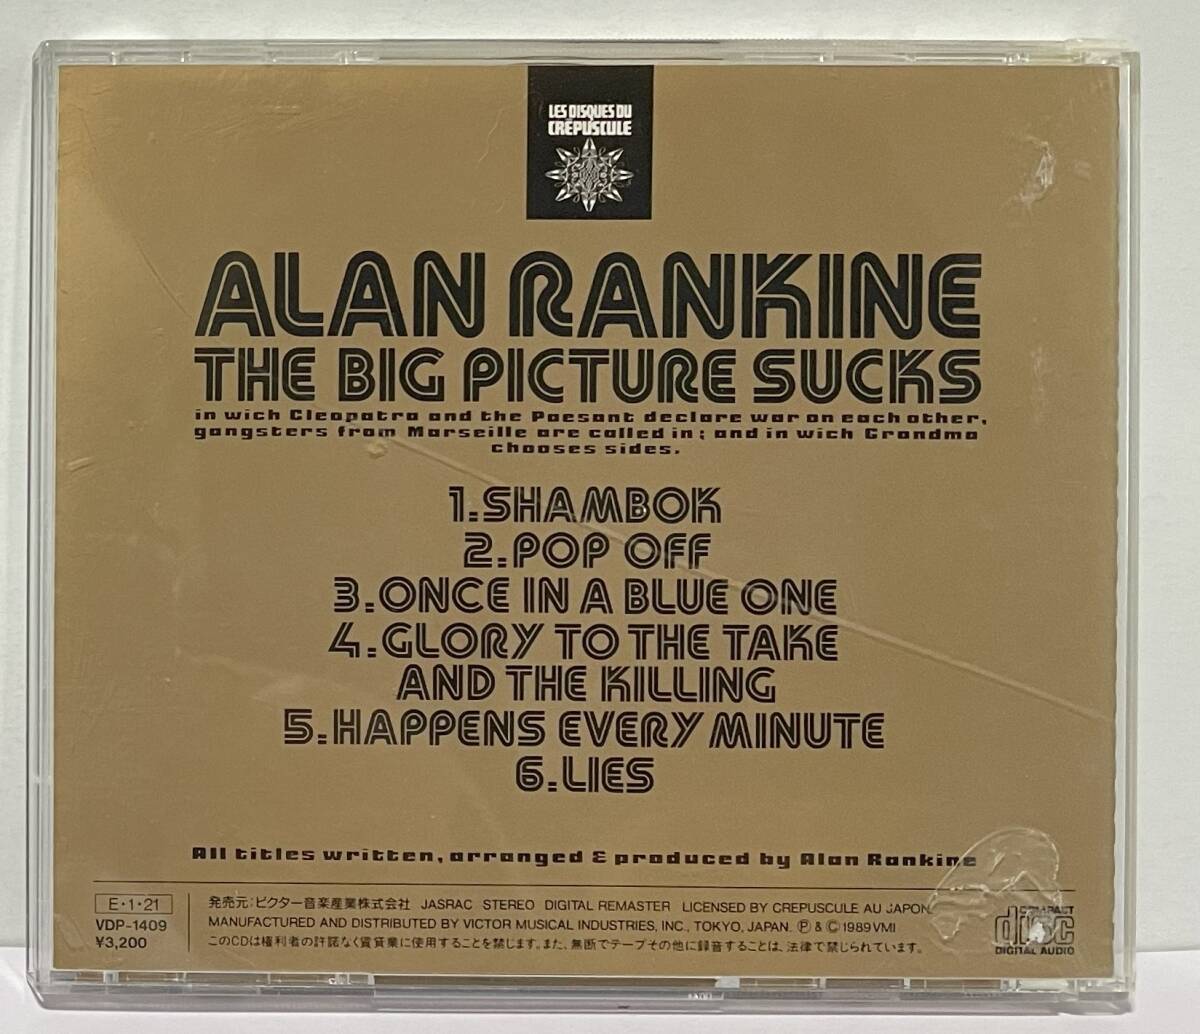 LES DISQUES DU
CRÉPUSCULE
ALAN RANKINE
THE BIG PICTURE SUCKS
in wich Cleopatra and the Paesant declare war on each other,
gangsters from Marseille are called in; and in wich Grandma
chooses sides.
1.SHAMBOK
2.POP OFF
3.ONCE IN A BLUE ONE
4.GLORY TO THE TAKE
AND THE KILLING
5.HAPPENS EVERY MINUTE
6.LIES
All titles written, arranged & produced by Alan Rankine
E・1・21
VDP-1409
¥3,200
発売元:ビクター音楽産業株式会社 JASRAC STEREO DIGITAL REMASTER LICENSED BY CREPUSCULE AU JAPON.
MANUFACTURED AND DISTRIBUTED BY VICTOR MUSICAL INDUSTRIES, INC., TOKYO, JAPAN. Ⓟ & Ⓒ 1989 VMI
このCDは権利者の許諾なく賃貸業に使用することを禁じます。また、無断でテープその他に録音することは、法律で禁じられています。
COMPACT
disc
DIGITAL AUDIO